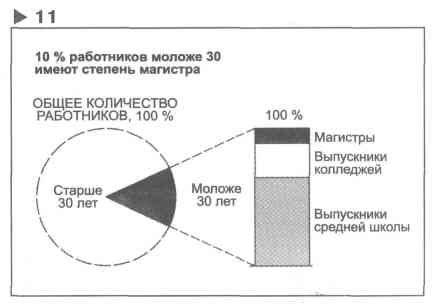 ▶ 11
10 % работников моложе 30
имеют степень магистра
ОБЩЕЕ КОЛИЧЕСТВО
РАБОТНИКОВ, 100 %
100 %
Старше
30 лет
Моложе
30 лет
Магистры
Выпускники
колледжей
Выпускники
средней школы